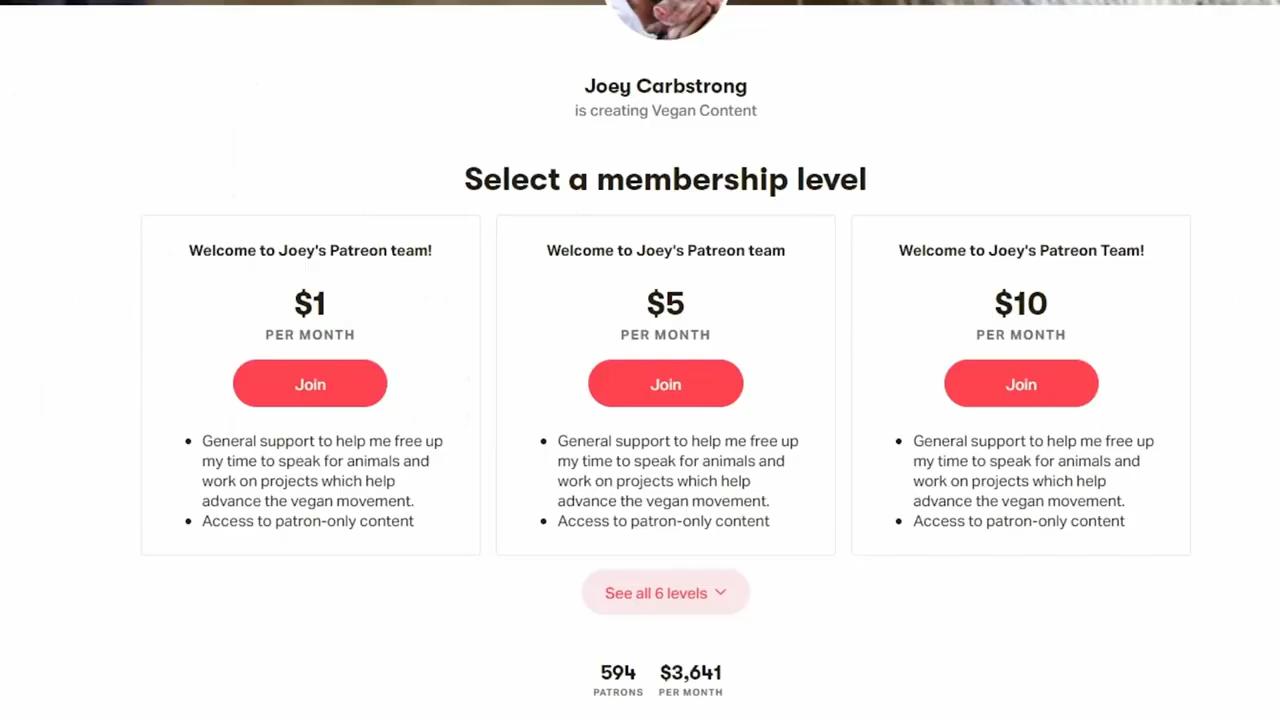 Joey Carbstrong
is creating Vegan Content
Select a membership level
Welcome to Joey's Patreon team!
$1
PER MONTH
Join
• General support to help me free up
my time to speak for animals and
work on projects which help
advance the vegan movement.
• Access to patron-only content
Welcome to Joey's Patreon team
$5
PER MONTH
Join
• General support to help me free up
my time to speak for animals and
work on projects which help
advance the vegan movement.
• Access to patron-only content
Welcome to Joey's Patreon Team!
$10
PER MONTH
Join
• General support to help me free up
my time to speak for animals and
work on projects which help
advance the vegan movement.
• Access to patron-only content
See all 6 levels
594 $3,641
PATRONS PER MONTH